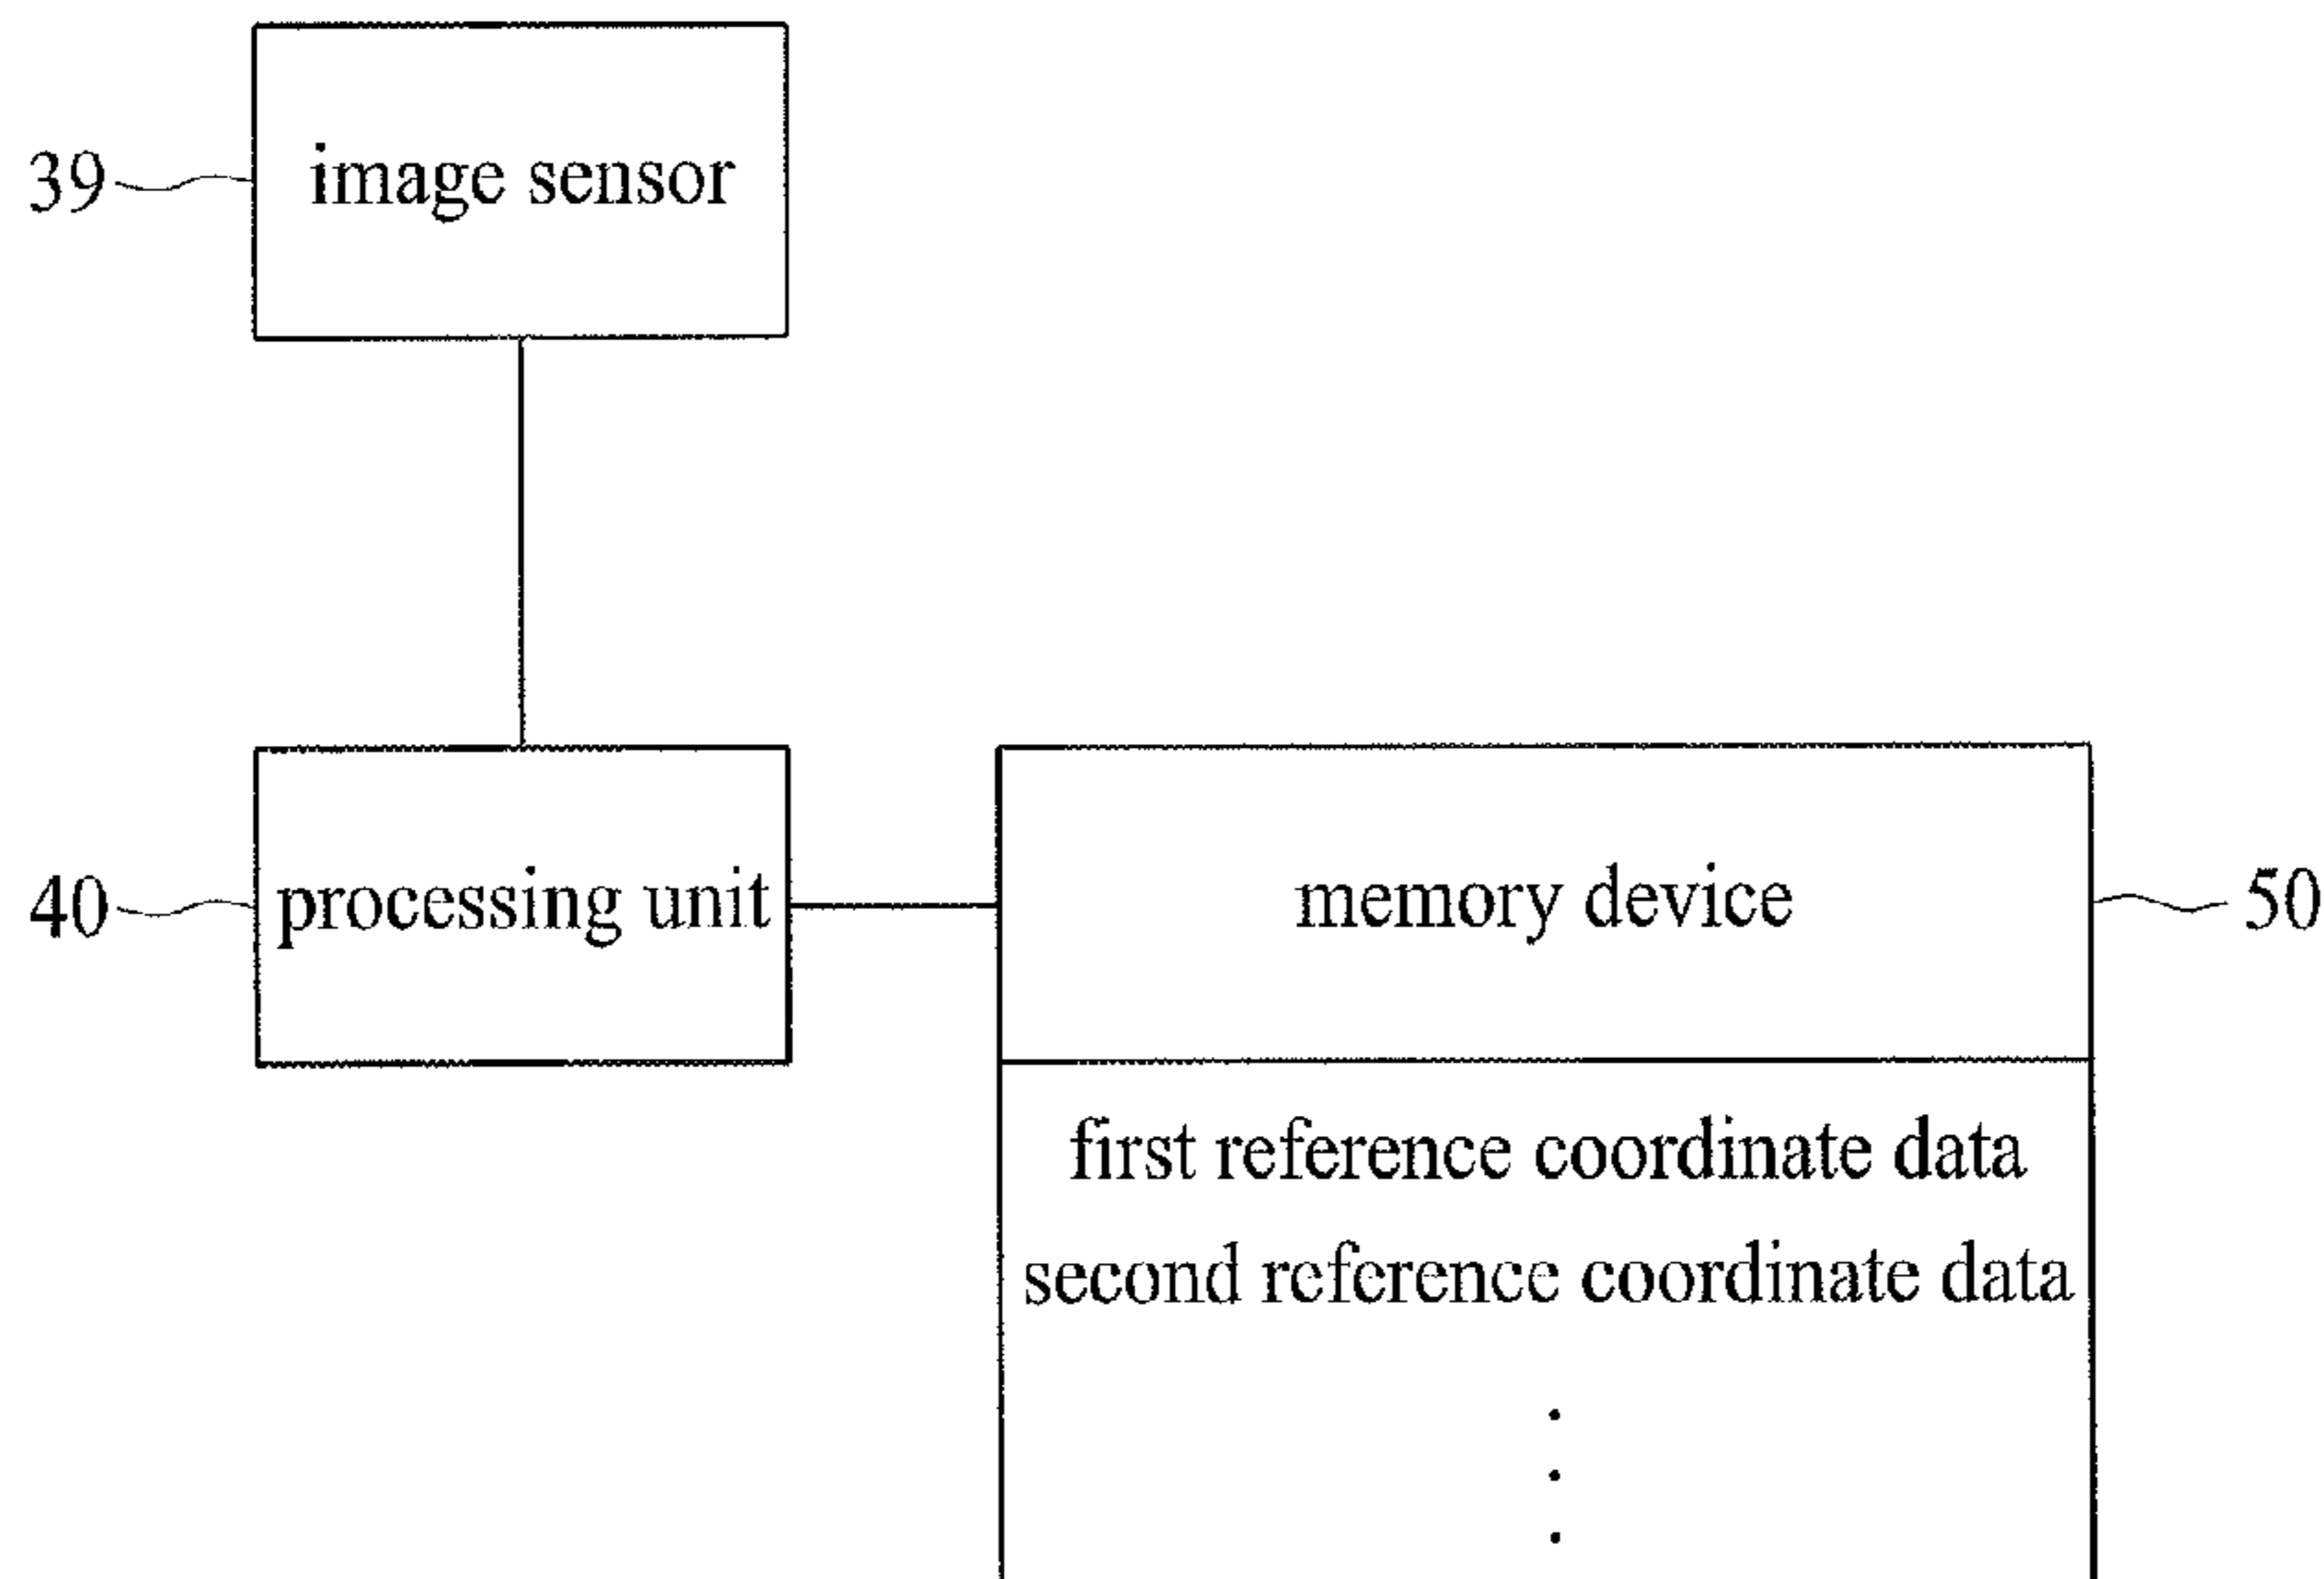 39 image sensor
40 processing unit memory device 50
first reference coordinate data
second reference coordinate data
.
.
.